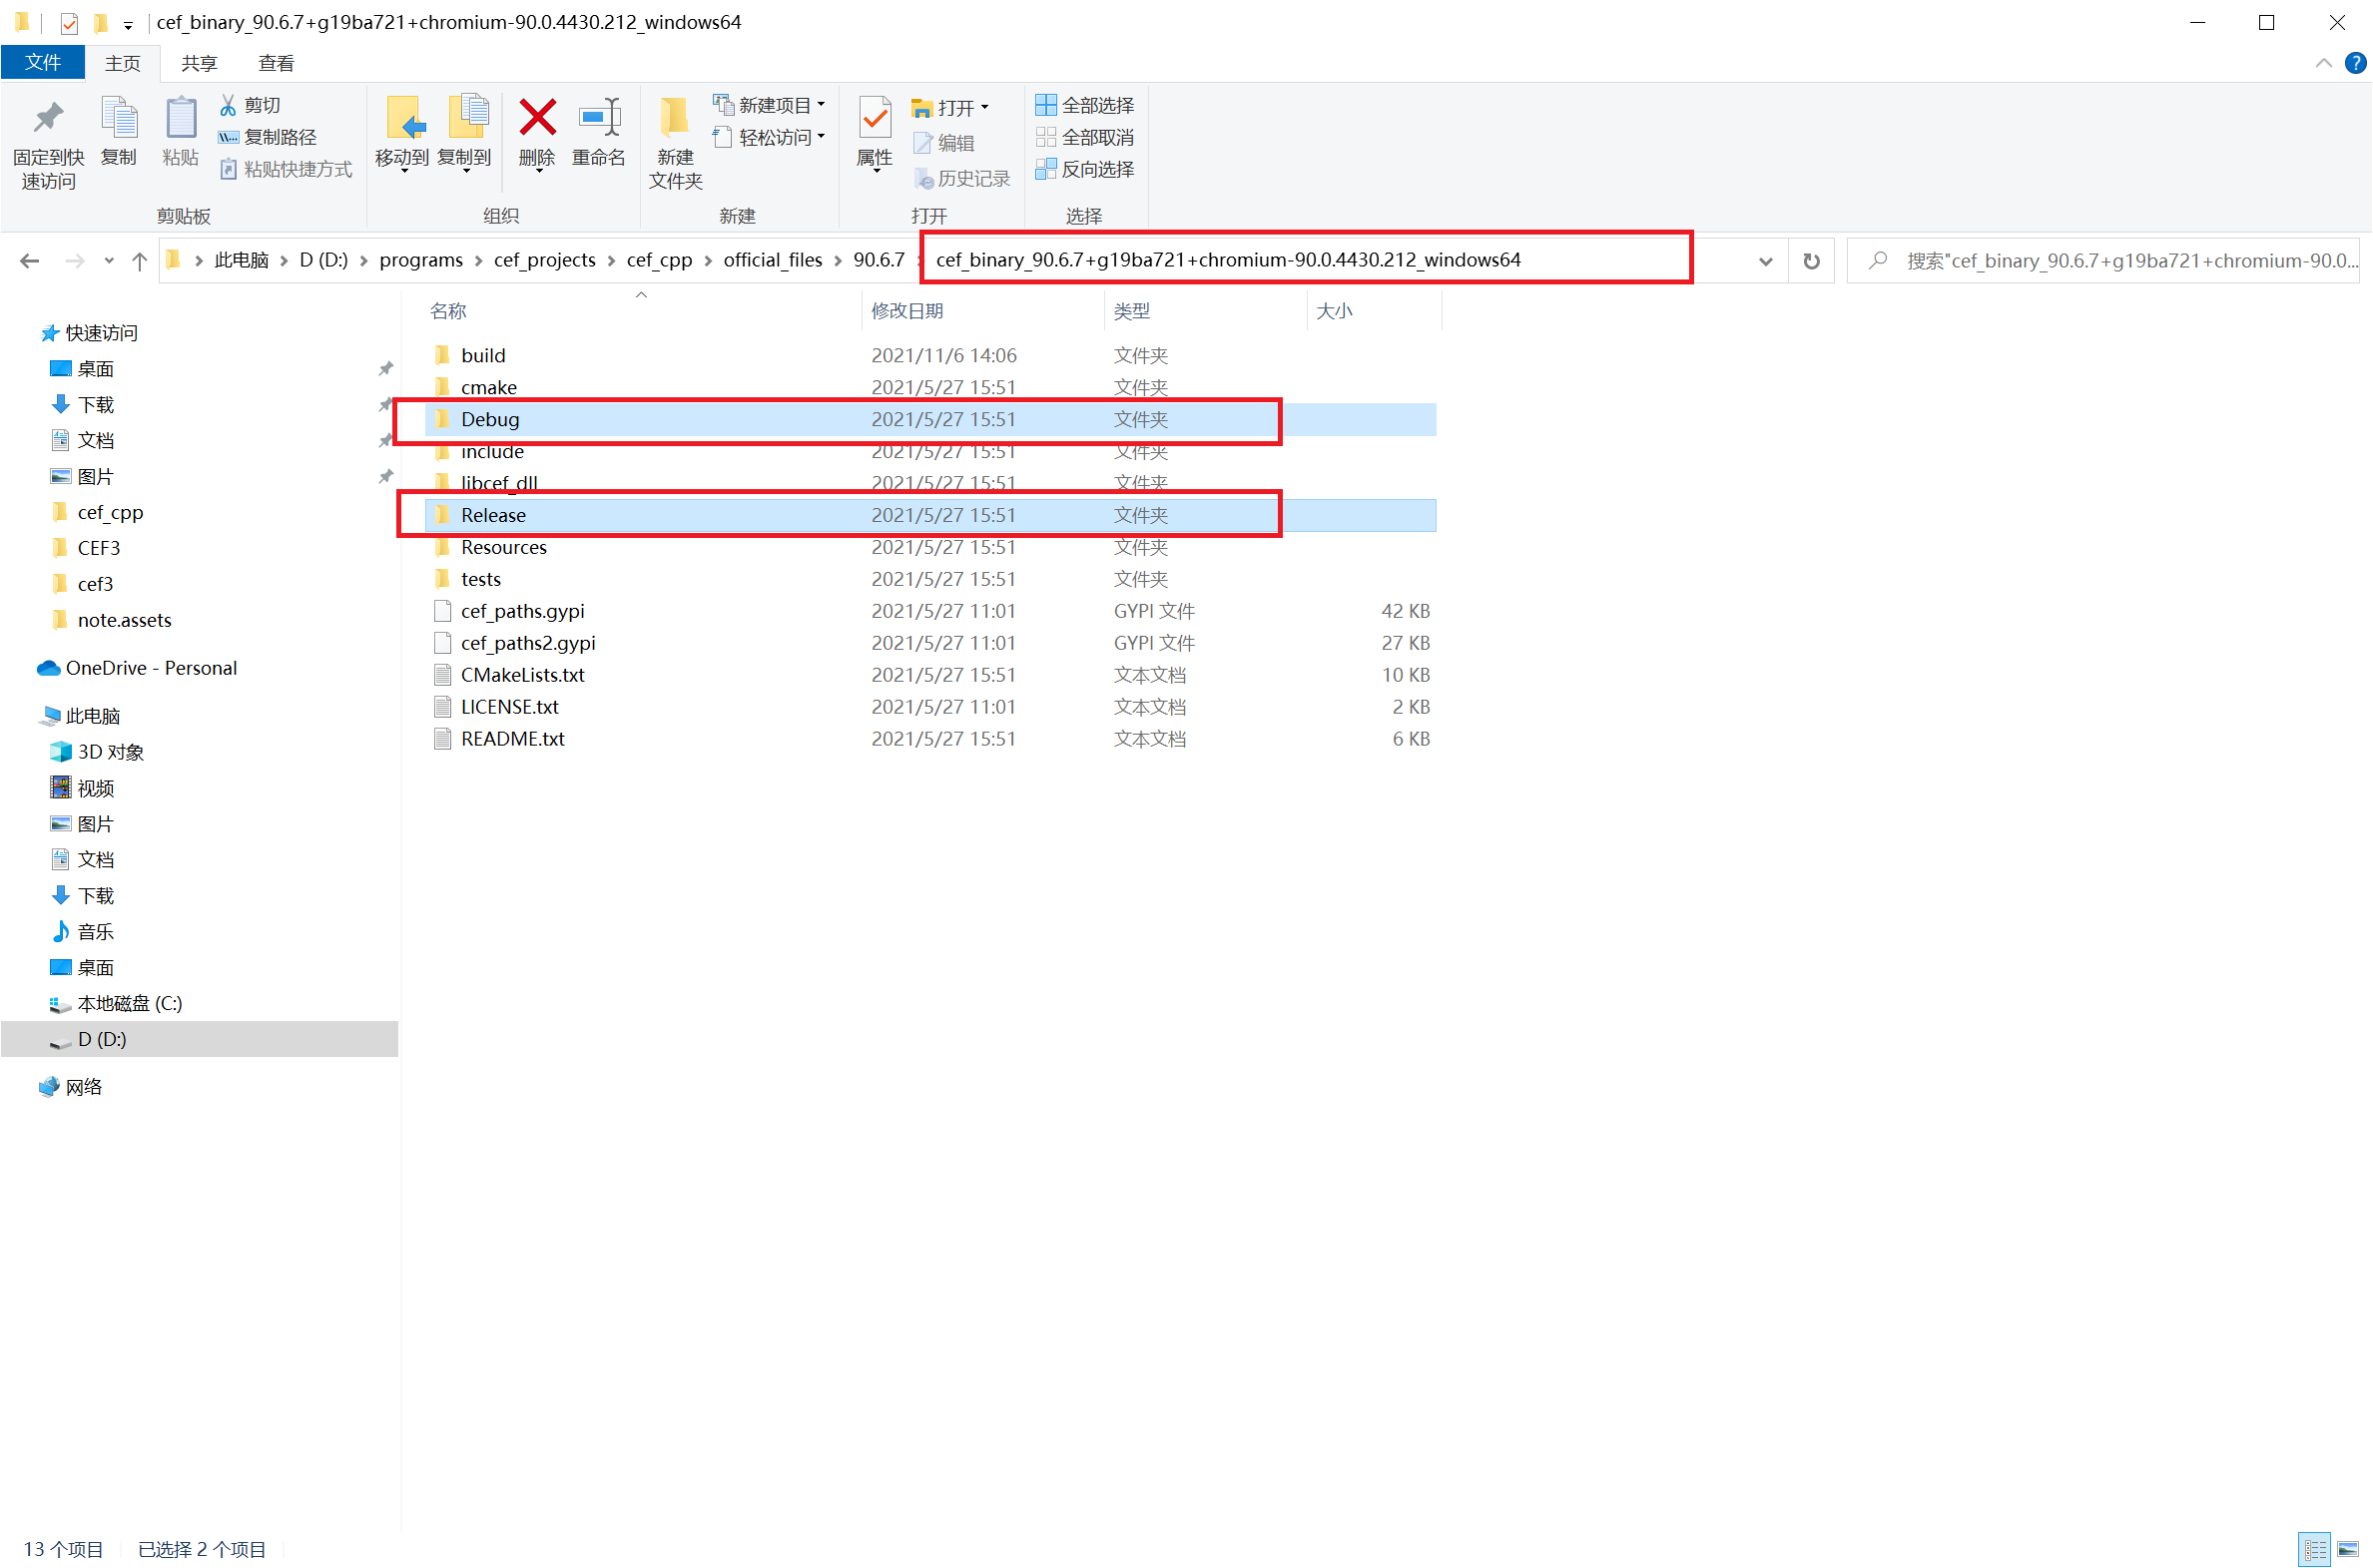 cef_binary_90.6.7+g19ba721+chromium-90.0.4430.212_windows64
文件 主页 共享 查看
固定到快速访问
复制
粘贴
剪切
复制路径
粘贴快捷方式
剪贴板
移动到
复制到
删除
重命名
组织
新建文件夹
新建项目
轻松访问
新建
属性
打开
编辑
历史记录
打开
全部选择
全部取消
反向选择
选择
此电脑 D (D:) programs cef_projects cef_cpp official_files 90.6.7 cef_binary_90.6.7+g19ba721+chromium-90.0.4430.212_windows64
搜索"cef_binary_90.6.7+g19ba721+chromium-90.0...
快速访问
桌面
下载
文档
图片
cef_cpp
CEF3
cef3
note.assets
OneDrive - Personal
此电脑
3D 对象
视频
图片
文档
下载
音乐
桌面
本地磁盘 (C:)
D (D:)
网络
名称 修改日期 类型 大小
build 2021/11/6 14:06 文件夹
cmake 2021/5/27 15:51 文件夹
Debug 2021/5/27 15:51 文件夹
include 2021/5/27 15:51 文件夹
libcef_dll 2021/5/27 15:51 文件夹
Release 2021/5/27 15:51 文件夹
Resources 2021/5/27 15:51 文件夹
tests 2021/5/27 15:51 文件夹
cef_paths.gypi 2021/5/27 11:01 GYPI 文件 42 KB
cef_paths2.gypi 2021/5/27 11:01 GYPI 文件 27 KB
CMakeLists.txt 2021/5/27 15:51 文本文档 10 KB
LICENSE.txt 2021/5/27 11:01 文本文档 2 KB
README.txt 2021/5/27 15:51 文本文档 6 KB
13 个项目 已选择 2 个项目